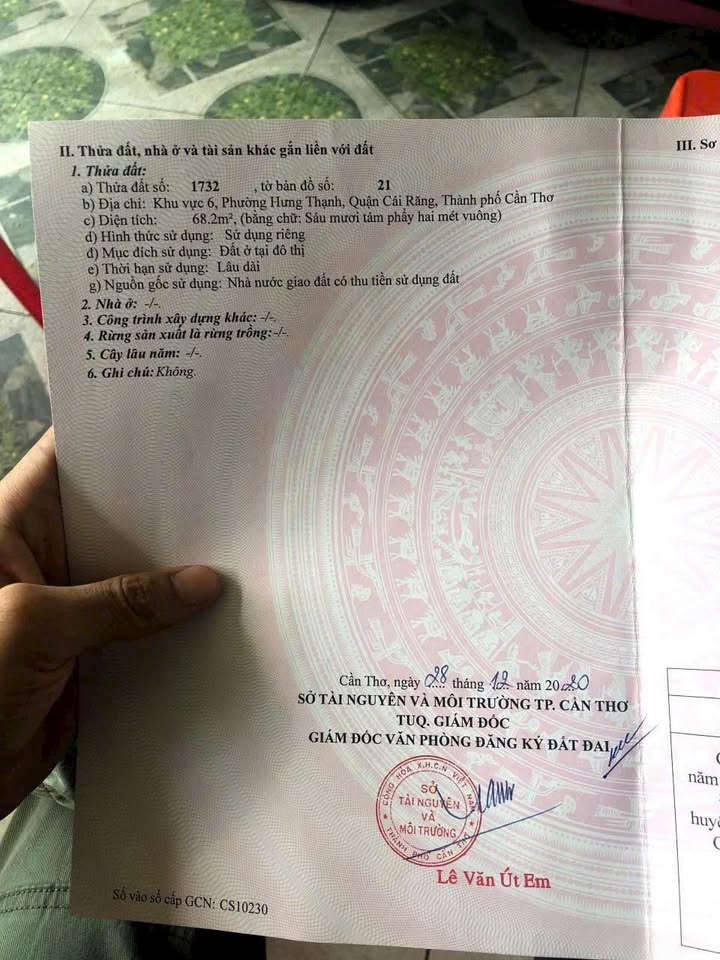 II. Thửa đất, nhà ở và tài sản khác gắn liền với đất
1. Thửa đất:
a) Thửa đất số: 1732 , tờ bản đồ số: 21
b) Địa chỉ: Khu vực 6, Phường Hưng Thạnh, Quận Cái Răng, Thành phố Cần Thơ
c) Diện tích: 68.2m², (bằng chữ: Sáu mươi tám phẩy hai mét vuông)
d) Hình thức sử dụng: Sử dụng riêng
đ) Mục đích sử dụng: Đất ở tại đô thị
e) Thời hạn sử dụng: Lâu dài
g) Nguồn gốc sử dụng: Nhà nước giao đất có thu tiền sử dụng đất
2. Nhà ở: -/-.
3. Công trình xây dựng khác: -/-.
4. Rừng sản xuất là rừng trồng:-/-.
5. Cây lâu năm: -/-.
6. Ghi chú: Không.
Cần Thơ, ngày 28 tháng 12 năm 2020
SỞ TÀI NGUYÊN VÀ MÔI TRƯỜNG TP. CẦN THƠ
TUQ. GIÁM ĐỐC
GIÁM ĐỐC VĂN PHÒNG ĐĂNG KÝ ĐẤT ĐAI
CỘNG HÒA X.H.C.N VIỆT NAM
SỞ
TÀI NGUYÊN
VÀ
MÔI TRƯỜNG
THÀNH PHỐ CẦN THƠ
Lê Văn Út Em
Số vào sổ cấp GCN: CS10230
III. Sơ
năm
huyệ